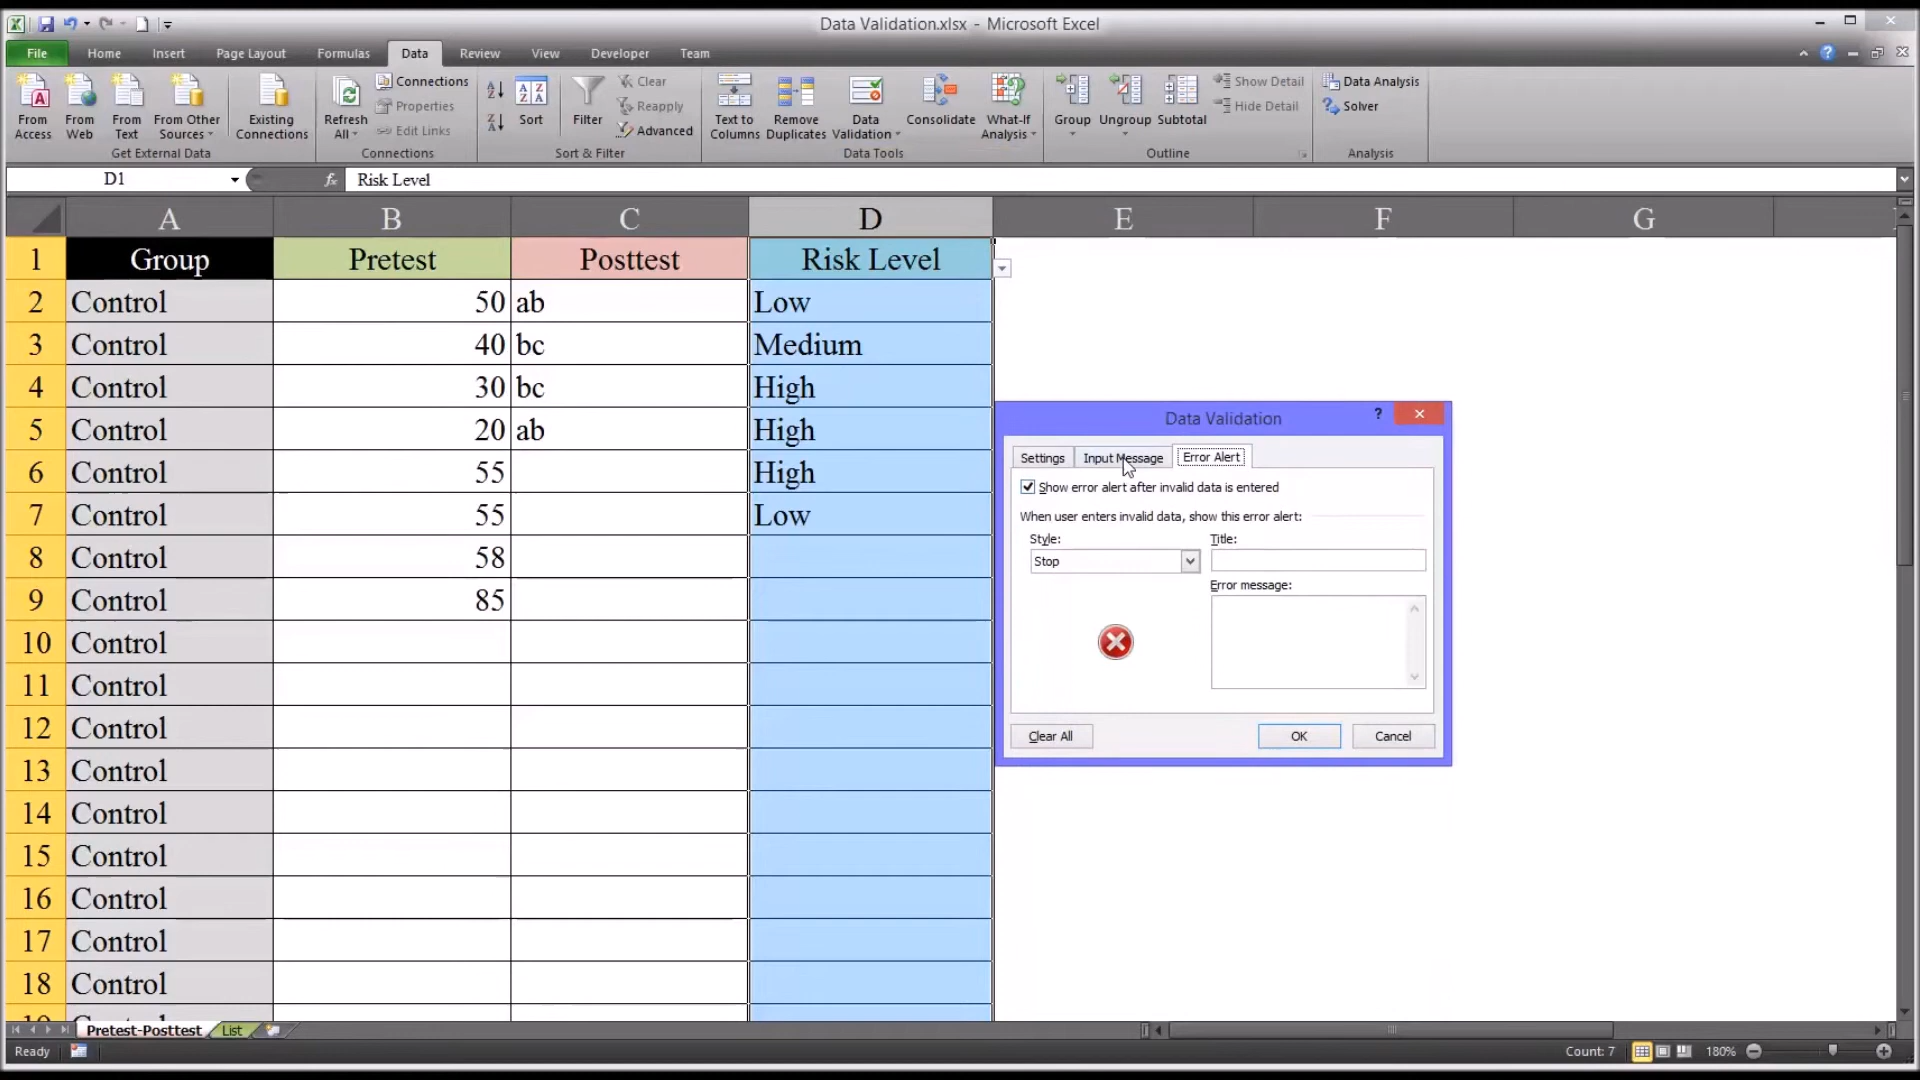 Data Validation.xlsx - Microsoft Excel
File Home Insert Page Layout Formulas Data Review View Developer Team
From Access
From Web
From Text
From Other Sources
Existing Connections
Get External Data
Refresh All
Connections
Properties
Edit Links
Connections
Sort
Filter
Clear
Reapply
Advanced
Sort & Filter
Text to Columns
Remove Duplicates
Data Validation
Consolidate
What-If Analysis
Data Tools
Group
Ungroup
Subtotal
Show Detail
Hide Detail
Outline
Data Analysis
Solver
Analysis
D1 fx Risk Level
A B C D E F G
1 Group Pretest Posttest Risk Level
2 Control 50 ab Low
3 Control 40 bc Medium
4 Control 30 bc High
5 Control 20 ab High
6 Control 55 High
7 Control 55 Low
8 Control 58
9 Control 85
10 Control
11 Control
12 Control
13 Control
14 Control
15 Control
16 Control
17 Control
18 Control
Data Validation
Settings Input Message Error Alert
Show error alert after invalid data is entered
When user enters invalid data, show this error alert:
Style: Title:
Stop
Error message:
Clear All OK Cancel
Pretest-Posttest List
Ready Count: 7 180%